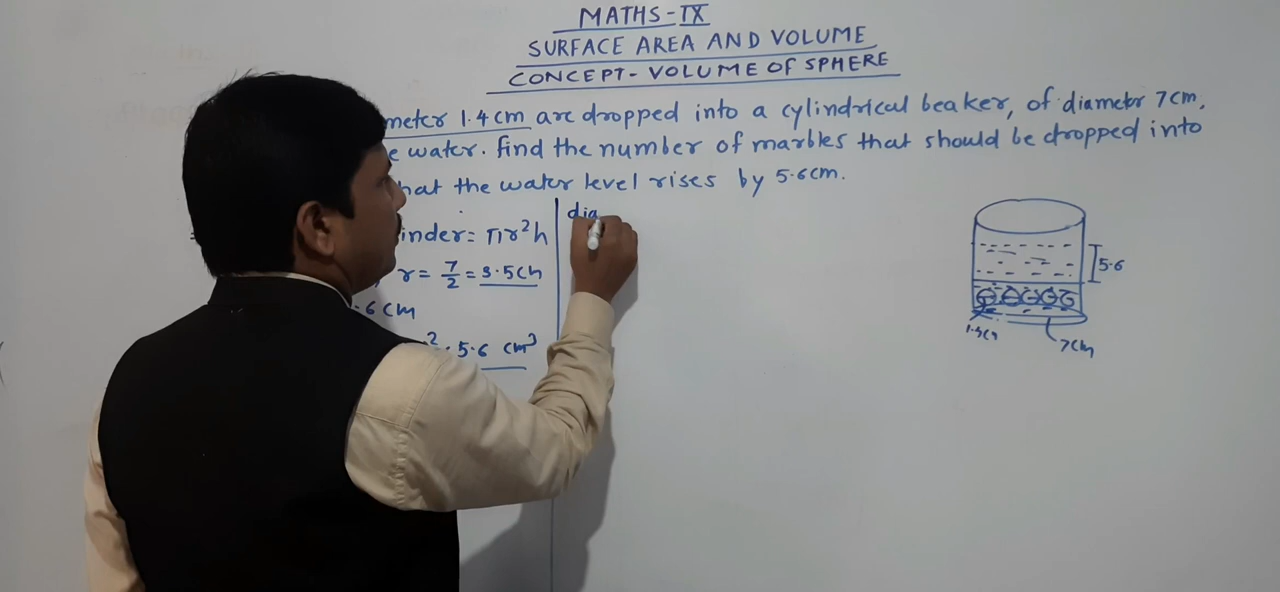 MATHS-IX
SURFACE AREA AND VOLUME
CONCEPT-VOLUME OF SPHERE
meter 1.4cm are dropped into a cylindrical beaker, of diameter 7cm,
e water. find the number of marbles that should be dropped into
hat the water level rises by 5.6cm.
inder = πr²h
r = 7/2 = 3.5cm
.6 cm
² . 5.6 cm³
dia
5.6
1.4cm
7cm